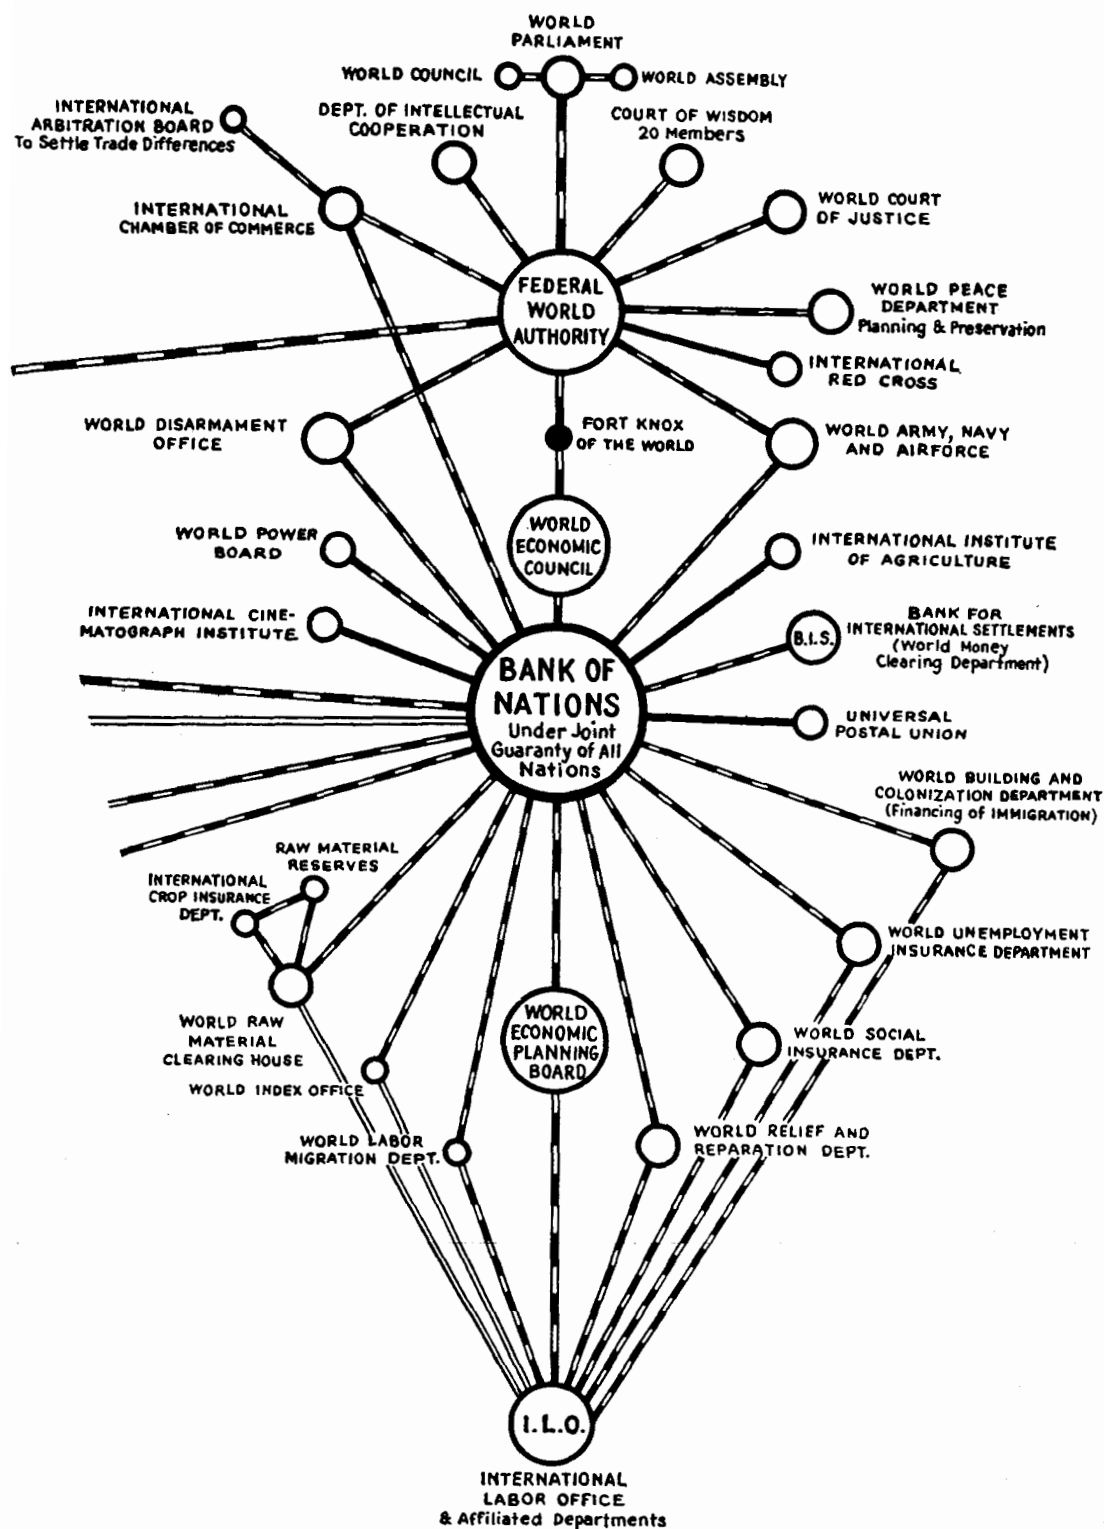 WORLD
PARLIAMENT
WORLD COUNCIL
WORLD ASSEMBLY
INTERNATIONAL
ARBITRATION BOARD
To Settle Trade Differences
DEPT. OF INTELLECTUAL
COOPERATION
COURT OF WISDOM
20 Members
INTERNATIONAL
CHAMBER OF COMMERCE
WORLD COURT
OF JUSTICE
FEDERAL
WORLD
AUTHORITY
WORLD PEACE
DEPARTMENT
Planning & Preservation
INTERNATIONAL
RED CROSS
WORLD DISARMAMENT
OFFICE
FORT KNOX
OF THE WORLD
WORLD ARMY, NAVY
AND AIRFORCE
WORLD POWER
BOARD
WORLD
ECONOMIC
COUNCIL
INTERNATIONAL INSTITUTE
OF AGRICULTURE
INTERNATIONAL CINE-
MATOGRAPH INSTITUTE
B.I.S.
BANK FOR
INTERNATIONAL SETTLEMENTS
(World Money
Clearing Department)
BANK OF
NATIONS
Under Joint
Guaranty of All
Nations
UNIVERSAL
POSTAL UNION
WORLD BUILDING AND
COLONIZATION DEPARTMENT
(Financing of IMMIGRATION)
RAW MATERIAL
RESERVES
INTERNATIONAL
CROP INSURANCE
DEPT.
WORLD UNEMPLOYMENT
INSURANCE DEPARTMENT
WORLD RAW
MATERIAL
CLEARING HOUSE
WORLD
ECONOMIC
PLANNING
BOARD
WORLD SOCIAL
INSURANCE DEPT.
WORLD INDEX OFFICE
WORLD LABOR
MIGRATION DEPT.
WORLD RELIEF AND
REPARATION DEPT.
I.L.O.
INTERNATIONAL
LABOR OFFICE
& Affiliated Departments